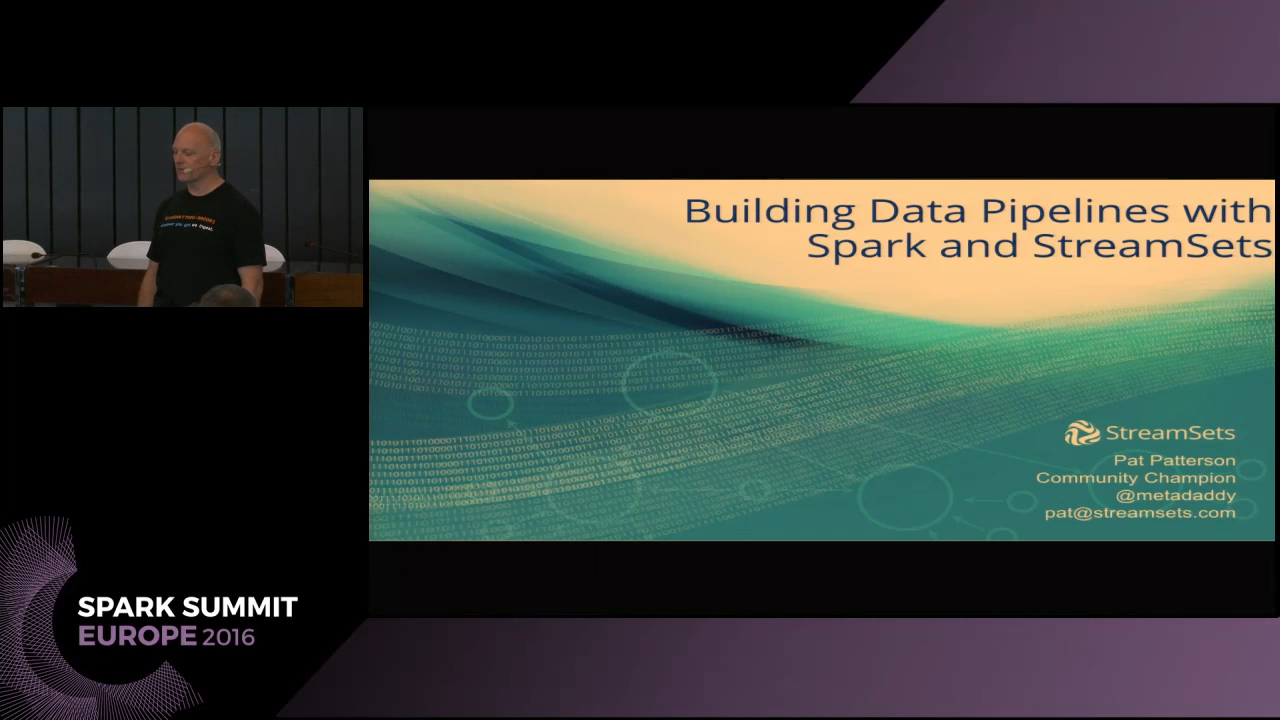 Building Data Pipelines with
Spark and StreamSets
StreamSets
Pat Patterson
Community Champion
@metadaddy
pat@streamsets.com
SPARK SUMMIT
EUROPE 2016